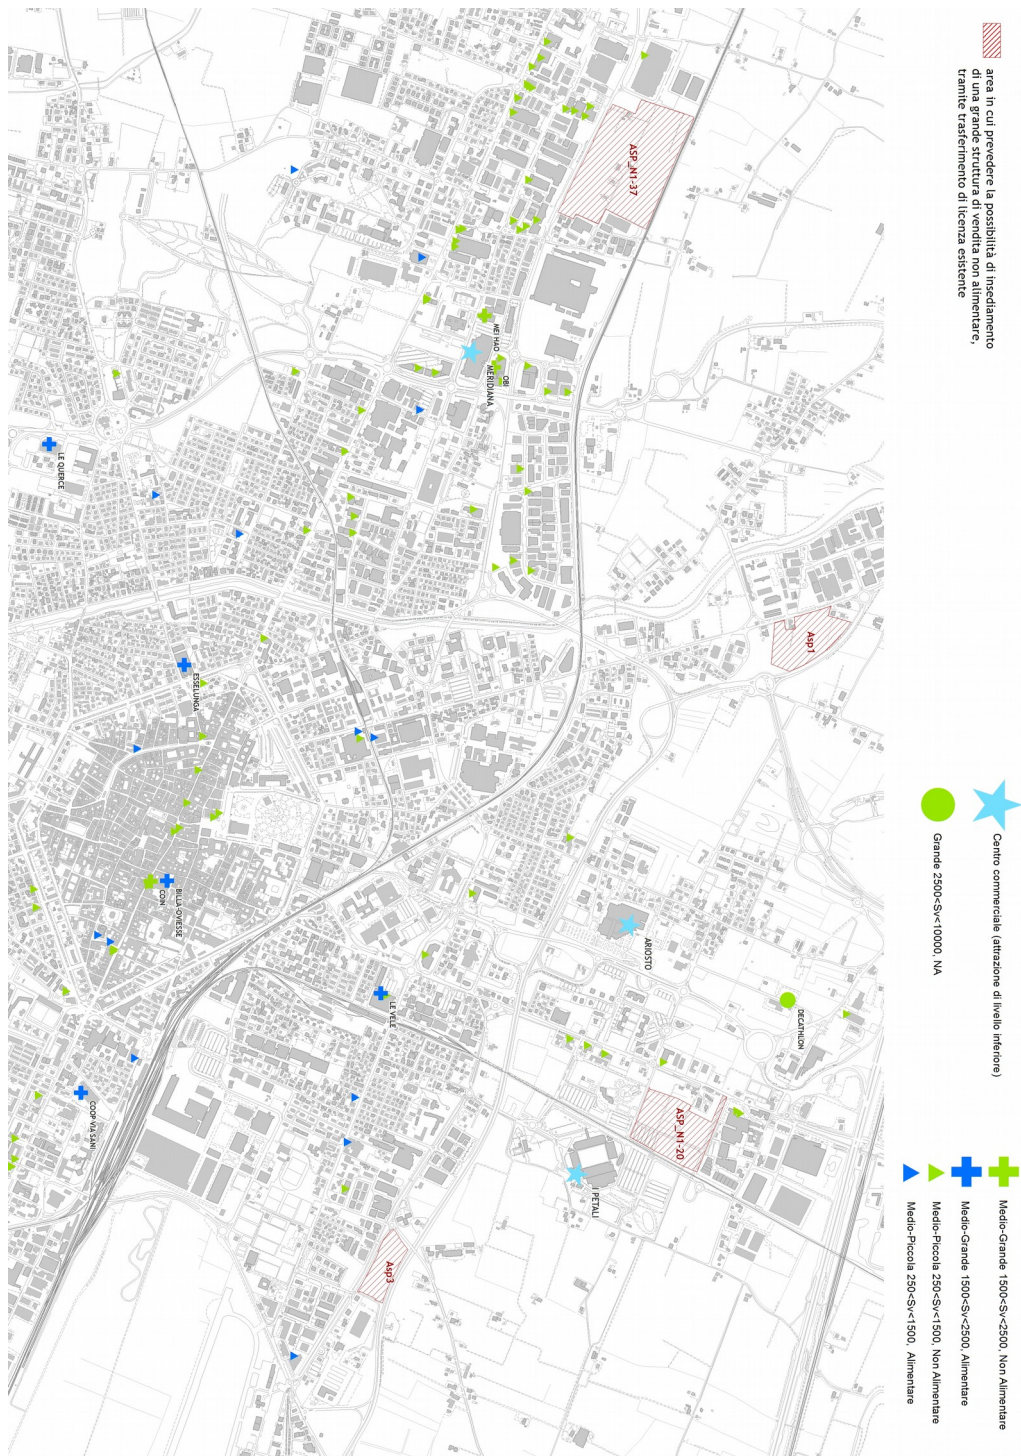 area in cui prevedere la possibilità di insediamento
di una grande struttura di vendita non alimentare,
tramite trasferimento di licenza esistente
Centro commerciale (attrazione di livello inferiore)
Grande 2500<Sv<10000, NA
Medio-Grande 1500<Sv<2500, Non Alimentare
Medio-Grande 1500<Sv<2500, Alimentare
Medio-Piccola 250<Sv<1500, Non Alimentare
Medio-Piccola 250<Sv<1500, Alimentare
ASP_N1-37
MEI HAO
OBI
MERIDIANA
LE QUERCE
Asp1
ESSELUNGA
BILLA-OVIESSE
COIN
ARIOSTO
DECATHLON
LE VELE
COOP VIA SANI
ASP_N1-20
I PETALI
Asp3